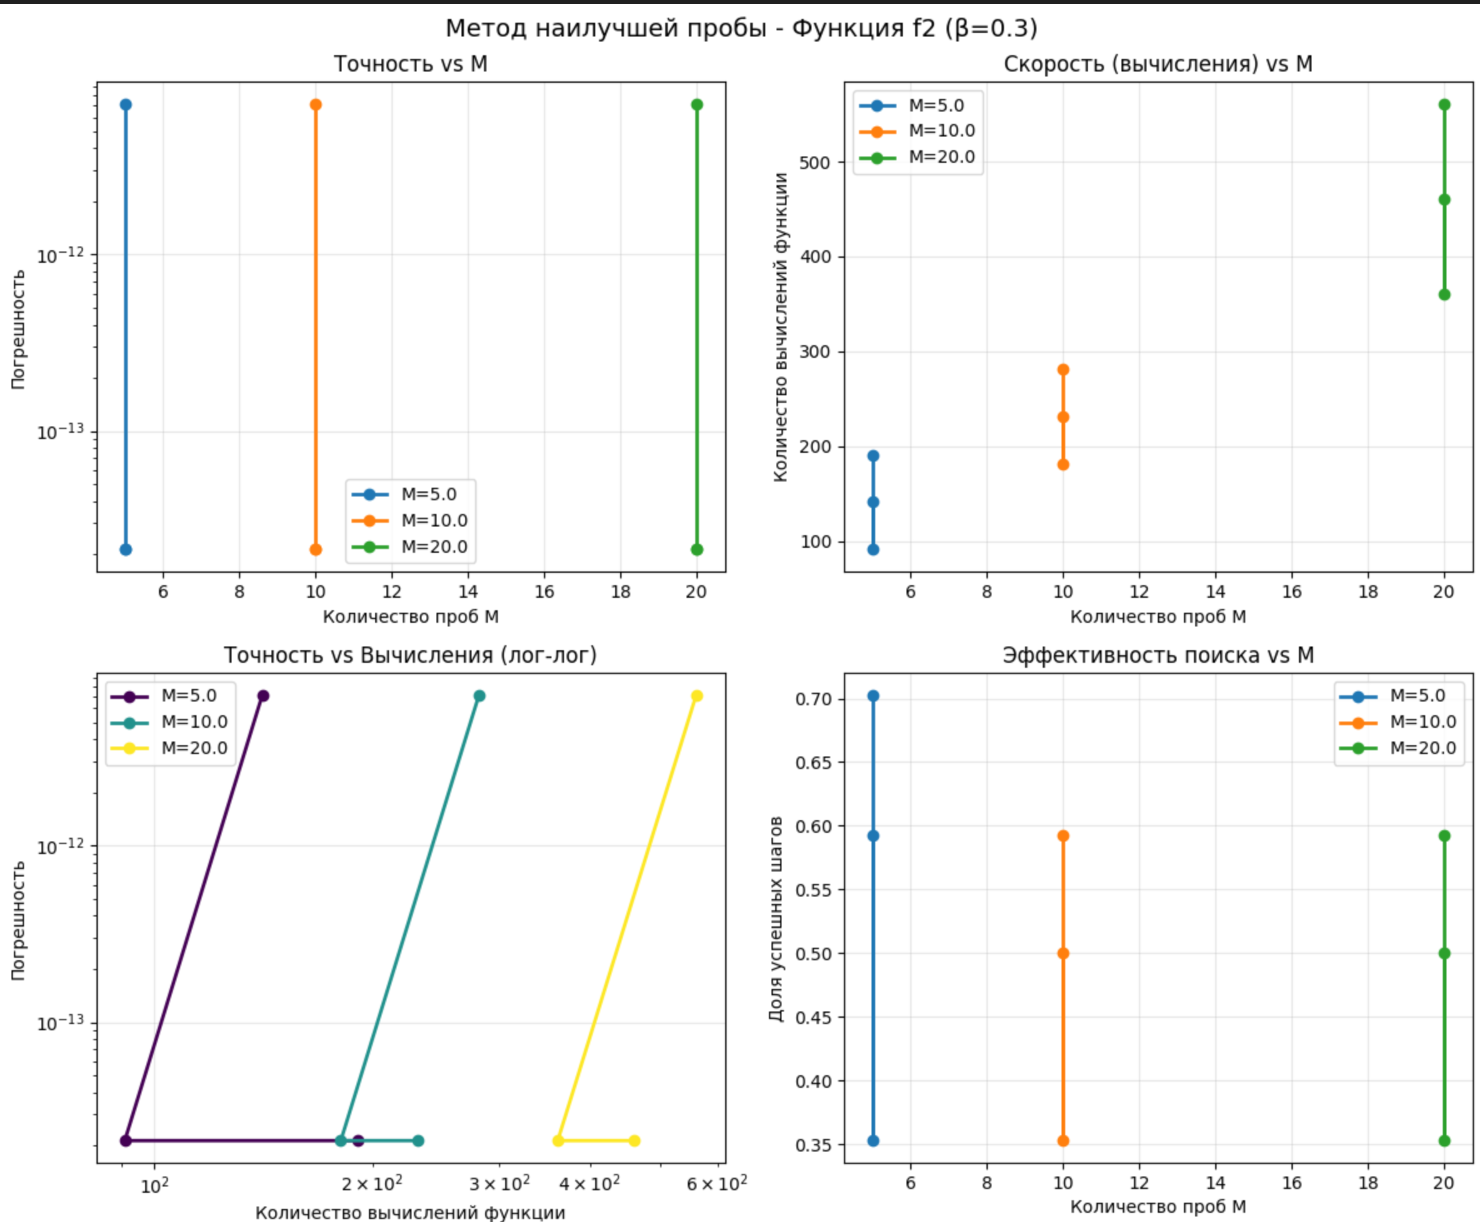 Метод наилучшей пробы - Функция f2 (β=0.3)
Точность vs M
Погрешность
10⁻¹²
10⁻¹³
M=5.0
M=10.0
M=20.0
6 8 10 12 14 16 18 20
Количество проб M
Скорость (вычисления) vs M
Количество вычислений функции
M=5.0
M=10.0
M=20.0
500
400
300
200
100
6 8 10 12 14 16 18 20
Количество проб M
Точность vs Вычисления (лог-лог)
Погрешность
M=5.0
M=10.0
M=20.0
10⁻¹²
10⁻¹³
10² 2 × 10² 3 × 10² 4 × 10² 6 × 10²
Количество вычислений функции
Эффективность поиска vs M
Доля успешных шагов
M=5.0
M=10.0
M=20.0
0.70
0.65
0.60
0.55
0.50
0.45
0.40
0.35
6 8 10 12 14 16 18 20
Количество проб M